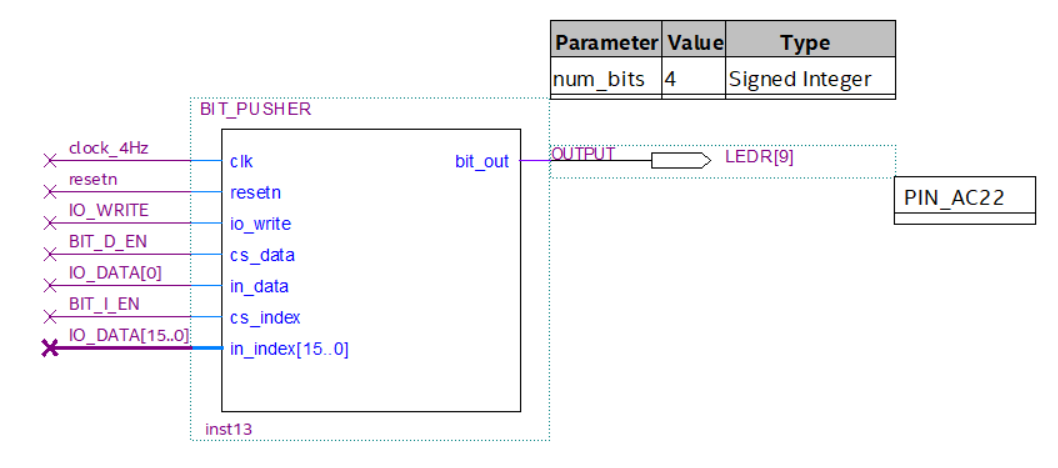 Parameter Value Type
num_bits 4 Signed Integer
BIT_PUSHER
clock_4Hz clk bit_out OUTPUT LEDR[9]
resetn resetn
PIN_AC22
IO_WRITE io_write
BIT_D_EN cs_data
IO_DATA[0] in_data
BIT_I_EN cs_index
IO_DATA[15..0] in_index[15..0]
inst13